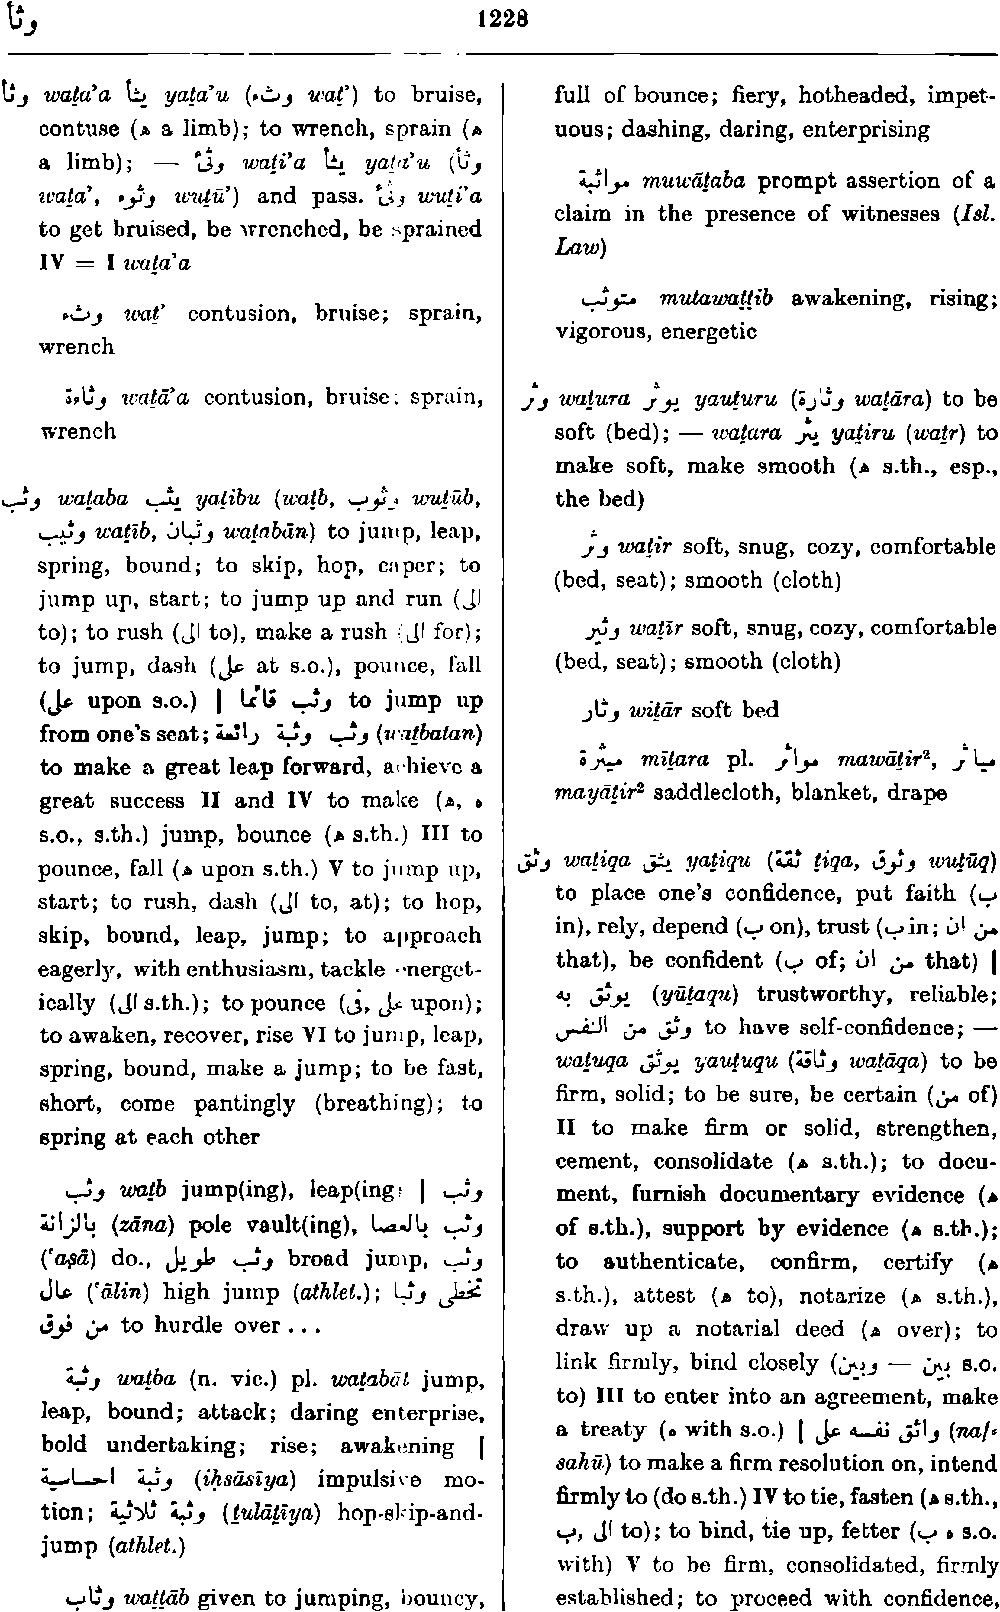 وثأ
1228
وثأ waṯa’a يثأ yaṯa’u (وثء waṯ’) to bruise,
contuse (ه a limb); to wrench, sprain (ه
a limb); — وثئ waṯi’a يثأ yaṯa’u (وثأ
waṯa’, وثوء wuṯū’) and pass. وثئ wuṯi’a
to get bruised, be wrenched, be sprained
IV = I waṯa’a
وثء waṯ’ contusion, bruise; sprain,
wrench
وثاءة waṯā’a contusion, bruise; sprain,
wrench
وثب waṯaba يثب yaṯibu (waṯb, وثوب wuṯūb,
وثيب waṯīb, وثبان waṯabān) to jump, leap,
spring, bound; to skip, hop, caper; to
jump up, start; to jump up and run (الى
to); to rush (الى to), make a rush (الى for);
to jump, dash (على at s.o.), pounce, fall
(على upon s.o.) | وثب قائما to jump up
from one’s seat; وثب وثبة رائعة (waṯbatan)
to make a great leap forward, achieve a
great success II and IV to make (ه, ه
s.o., s.th.) jump, bounce (ه s.th.) III to
pounce, fall (ه upon s.th.) V to jump up,
start; to rush, dash (الى to, at); to hop,
skip, bound, leap, jump; to approach
eagerly, with enthusiasm, tackle energet-
ically (الى s.th.); to pounce (على ,فى upon);
to awaken, recover, rise VI to jump, leap,
spring, bound, make a jump; to be fast,
short, come pantingly (breathing); to
spring at each other
وثب waṯb jump(ing), leap(ing) | وثب
بالزانة (zāna) pole vault(ing), وثب بالعصا
(‘aṣā) do., وثب طويل broad jump, وثب
عال (‘ālin) high jump (athlet.); تخطى وثبا
من فوق to hurdle over . . .
وثبة waṯba (n. vic.) pl. waṯabāt jump,
leap, bound; attack; daring enterprise,
bold undertaking; rise; awakening |
وثبة احساسية (iḥsāsīya) impulsive mo-
tion; وثبة ثلاثية (ṯulāṯīya) hop-skip-and-
jump (athlet.)
وثاب waṯṯāb given to jumping, bouncy,
full of bounce; fiery, hotheaded, impet-
uous; dashing, daring, enterprising
مواثبة muwāṯaba prompt assertion of a
claim in the presence of witnesses (Isl.
Law)
متوثب mutawaṯṯib awakening, rising;
vigorous, energetic
وثر waṯura يوثر yauṯuru (وثارة waṯāra) to be
soft (bed); — waṯara يثر yaṯiru (waṯr) to
make soft, make smooth (ه s.th., esp.,
the bed)
وثر waṯir soft, snug, cozy, comfortable
(bed, seat); smooth (cloth)
وثير waṯīr soft, snug, cozy, comfortable
(bed, seat); smooth (cloth)
وثار wiṯār soft bed
ميثرة mīṯara pl. مواثر mawāṯir², مياثر
mayāṯir² saddlecloth, blanket, drape
وثق waṯiqa يثق yaṯiqu (ثقة ṯiqa, وثوق wuṯūq)
to place one’s confidence, put faith (ب
in), rely, depend (ب on), trust (ب in; من ان
that), be confident (ب of; من ان that) |
يوثق به (yūṯaqu) trustworthy, reliable;
وثق من النفس to have self-confidence; —
waṯuqa يوثق yauṯuqu (وثاقة waṯāqa) to be
firm, solid; to be sure, be certain (من of)
II to make firm or solid, strengthen,
cement, consolidate (ه s.th.); to docu-
ment, furnish documentary evidence (ه
of s.th.), support by evidence (ه s.th.);
to authenticate, confirm, certify (ه
s.th.), attest (ه to), notarize (ه s.th.),
draw up a notarial deed (ه over); to
link firmly, bind closely (بين — وبين s.o.
to) III to enter into an agreement, make
a treaty (ه with s.o.) | واثق نفسه على (naf-
sahū) to make a firm resolution on, intend
firmly to (do s.th.) IV to tie, fasten (ه s.th.,
ب, الى to); to bind, tie up, fetter (ه ب s.o.
with) V to be firm, consolidated, firmly
established; to proceed with confidence,